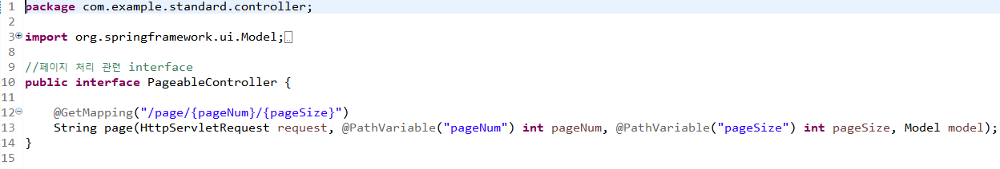 1 package com.example.standard.controller;
2
3 import org.springframework.ui.Model;
8
9 //페이지 처리 관련 interface
10 public interface PageableController {
11
12 @GetMapping("/page/{pageNum}/{pageSize}")
13 String page(HttpServletRequest request, @PathVariable("pageNum") int pageNum, @PathVariable("pageSize") int pageSize, Model model);
14 }
15